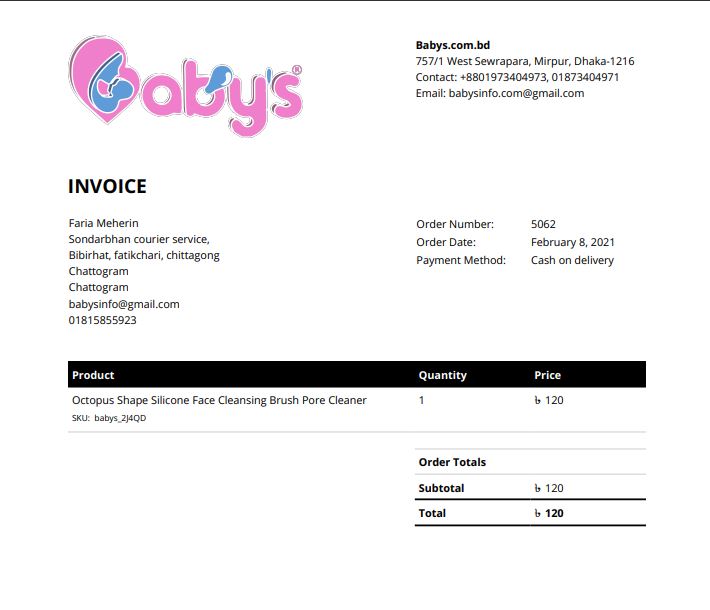 Babys®
Babys.com.bd
757/1 West Sewrapara, Mirpur, Dhaka-1216
Contact: +8801973404973, 01873404971
Email: babysinfo.com@gmail.com
INVOICE
Faria Meherin
Sondarbhan courier service,
Bibirhat, fatikchari, chittagong
Chattogram
Chattogram
babysinfo@gmail.com
01815855923
Order Number: 5062
Order Date: February 8, 2021
Payment Method: Cash on delivery
Product Quantity Price
Octopus Shape Silicone Face Cleansing Brush Pore Cleaner 1 ৳ 120
SKU: babys_2J4QD
Order Totals
Subtotal ৳ 120
Total ৳ 120